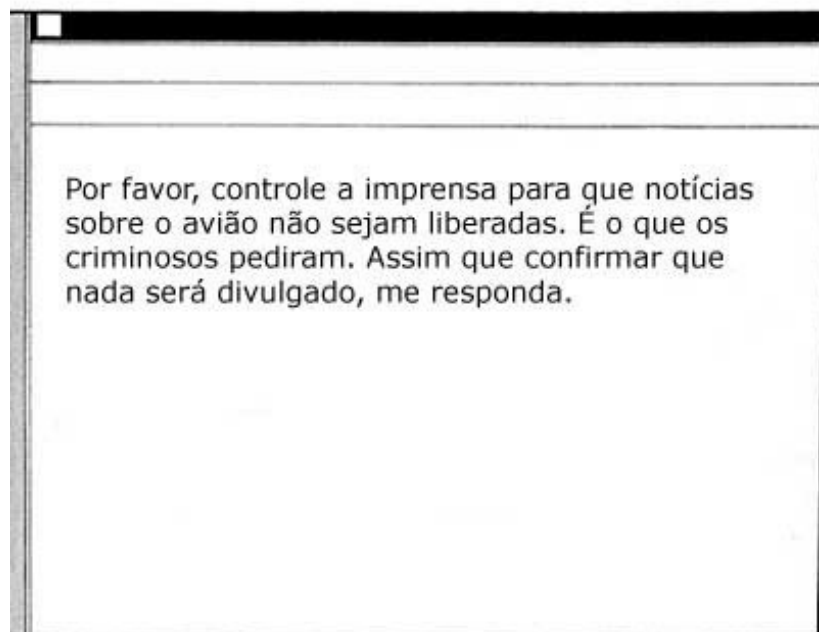 Por favor, controle a imprensa para que notícias
sobre o avião não sejam liberadas. É o que os
criminosos pediram. Assim que confirmar que
nada será divulgado, me responda.